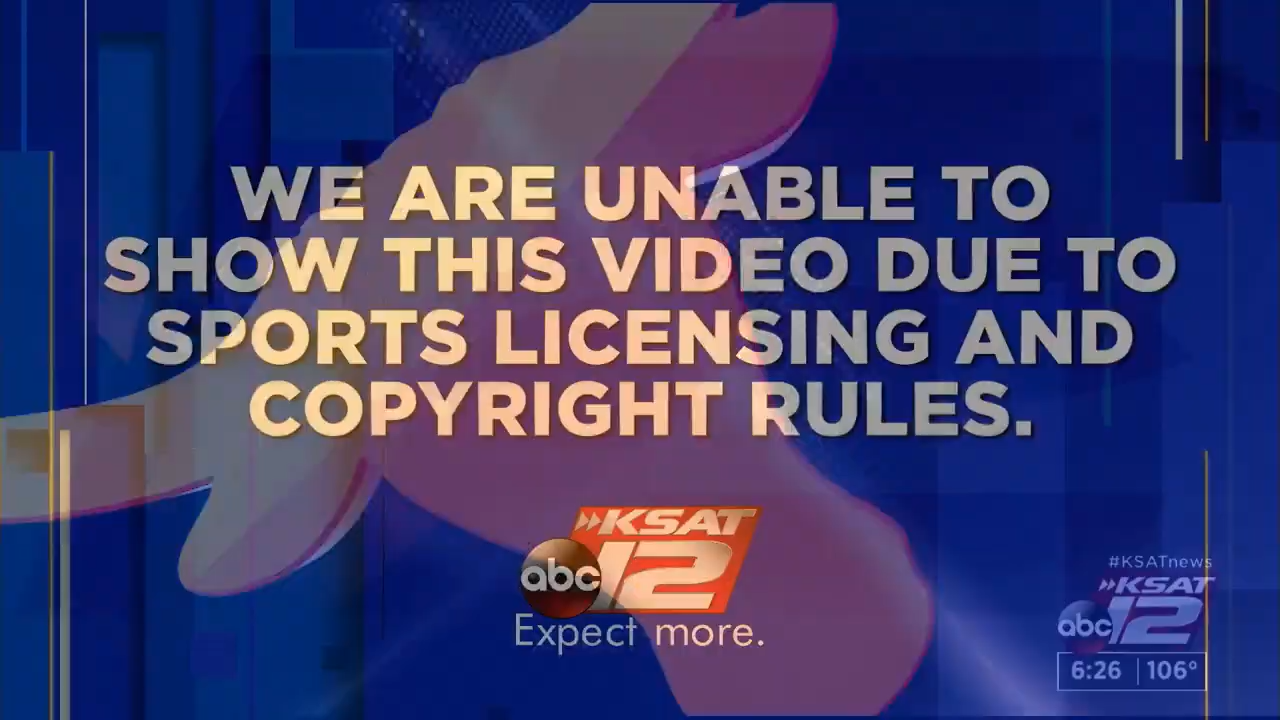 WE ARE UNABLE TO
SHOW THIS VIDEO DUE TO
SPORTS LICENSING AND
COPYRIGHT RULES.
KSAT
abc 12
Expect more.
#KSATnews
KSAT
abc 12
6:26 106°